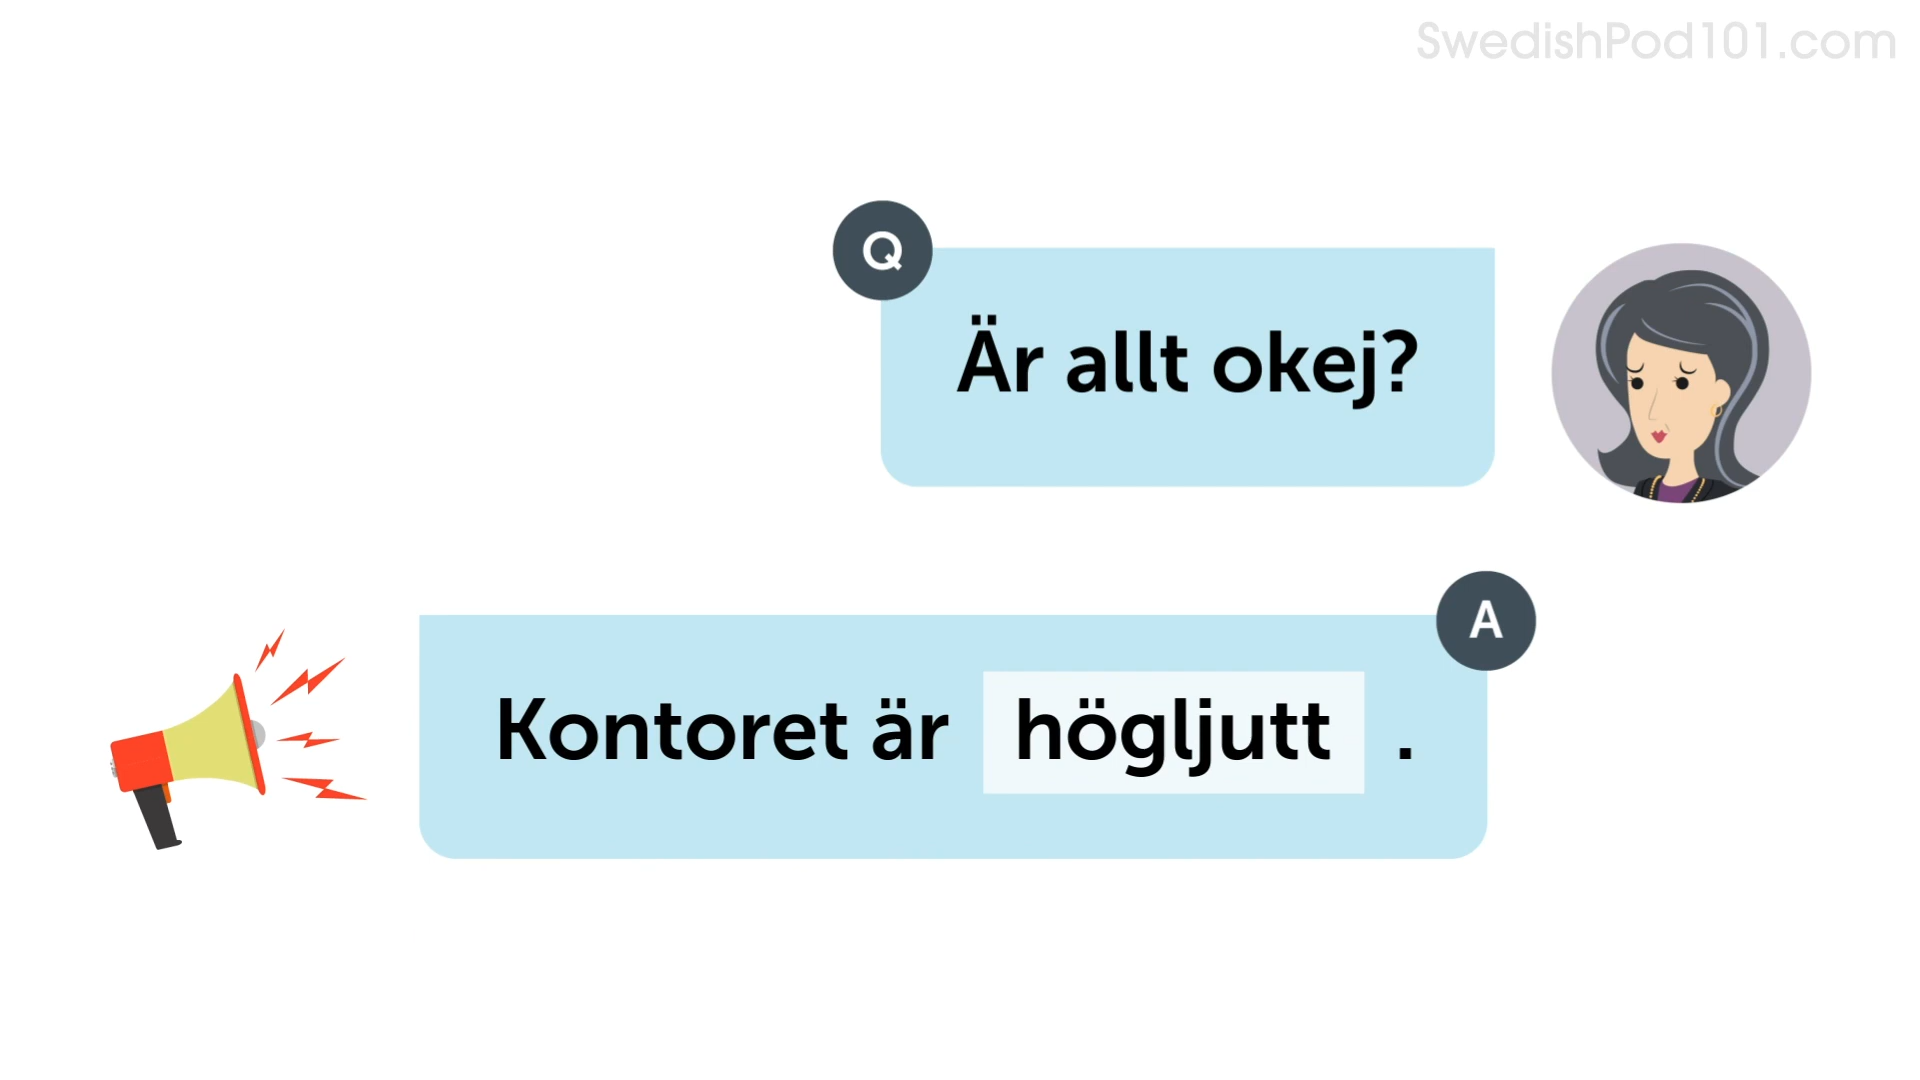 SwedishPod101.com
Q
Är allt okej?
A
Kontoret är högljutt .